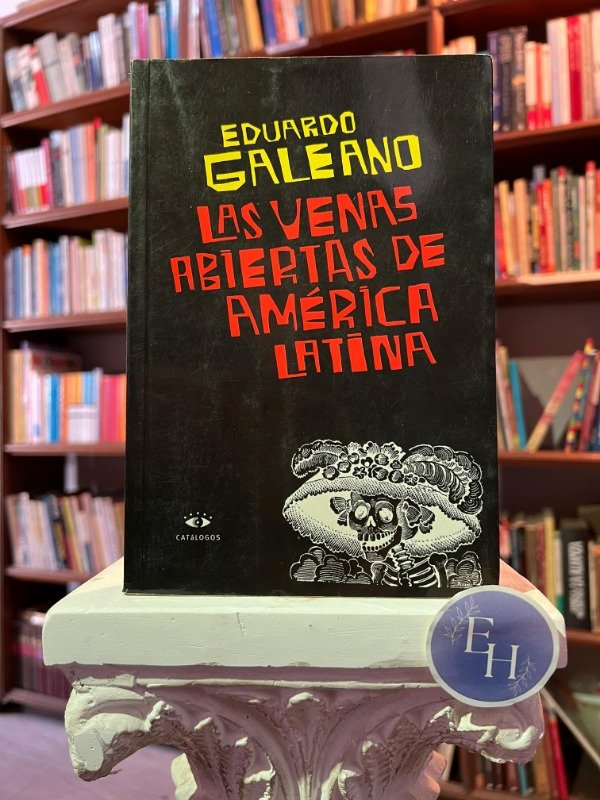 EDUARDO
GALEANO
LAS VENAS
ABIERTAS DE
AMÉRICA
LATINA
CATÁLOGOS
EH